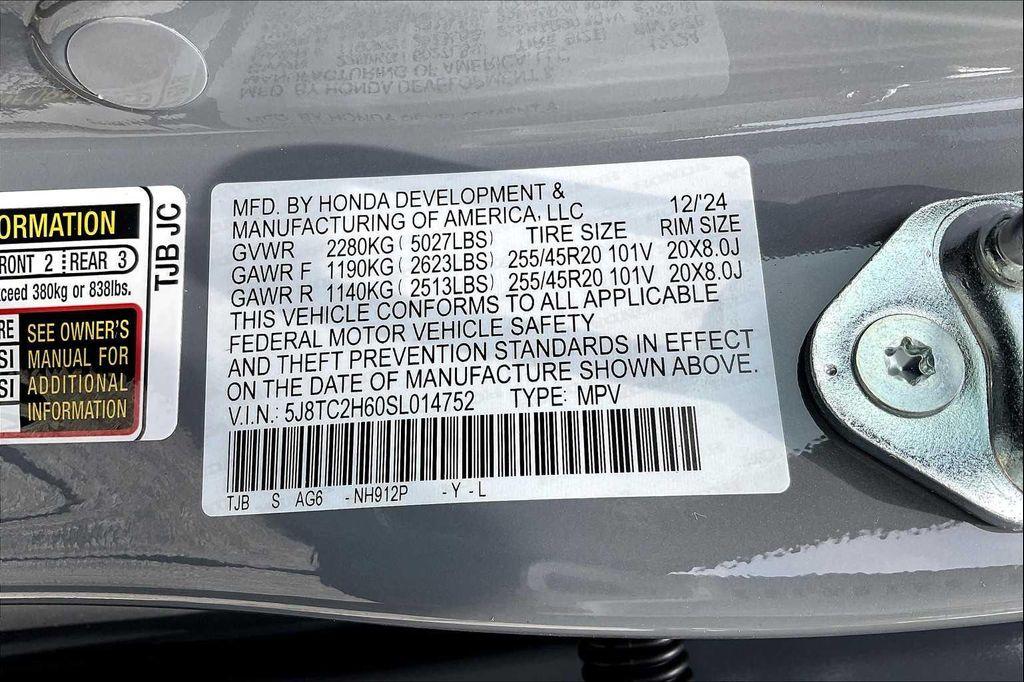 ORMATION
RONT 2 REAR 3
ceed 380kg or 838lbs.
RE SEE OWNER'S
SI MANUAL FOR
SI ADDITIONAL
INFORMATION
TJB JC
MFD. BY HONDA DEVELOPMENT &
MANUFACTURING OF AMERICA, LLC 12/'24
GVWR 2280KG ( 5027LBS) TIRE SIZE RIM SIZE
GAWR F 1190KG ( 2623LBS) 255/45R20 101V 20X8.0J
GAWR R 1140KG ( 2513LBS) 255/45R20 101V 20X8.0J
THIS VEHICLE CONFORMS TO ALL APPLICABLE
FEDERAL MOTOR VEHICLE SAFETY
AND THEFT PREVENTION STANDARDS IN EFFECT
ON THE DATE OF MANUFACTURE SHOWN ABOVE.
V.I.N.: 5J8TC2H60SL014752 TYPE: MPV
TJB S AG6 -NH912P -Y-L